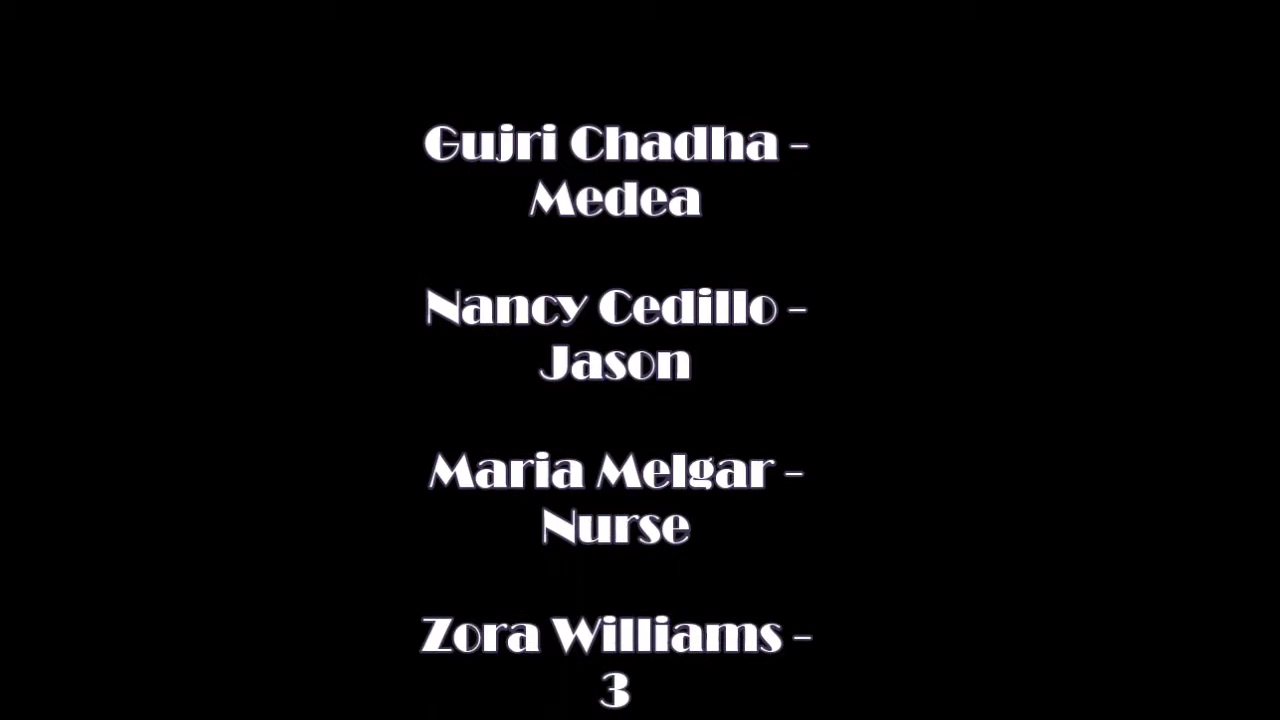 Gujri Chadha -
Medea
Nancy Cedillo -
Jason
Maria Melgar -
Nurse
Zora Williams -
3